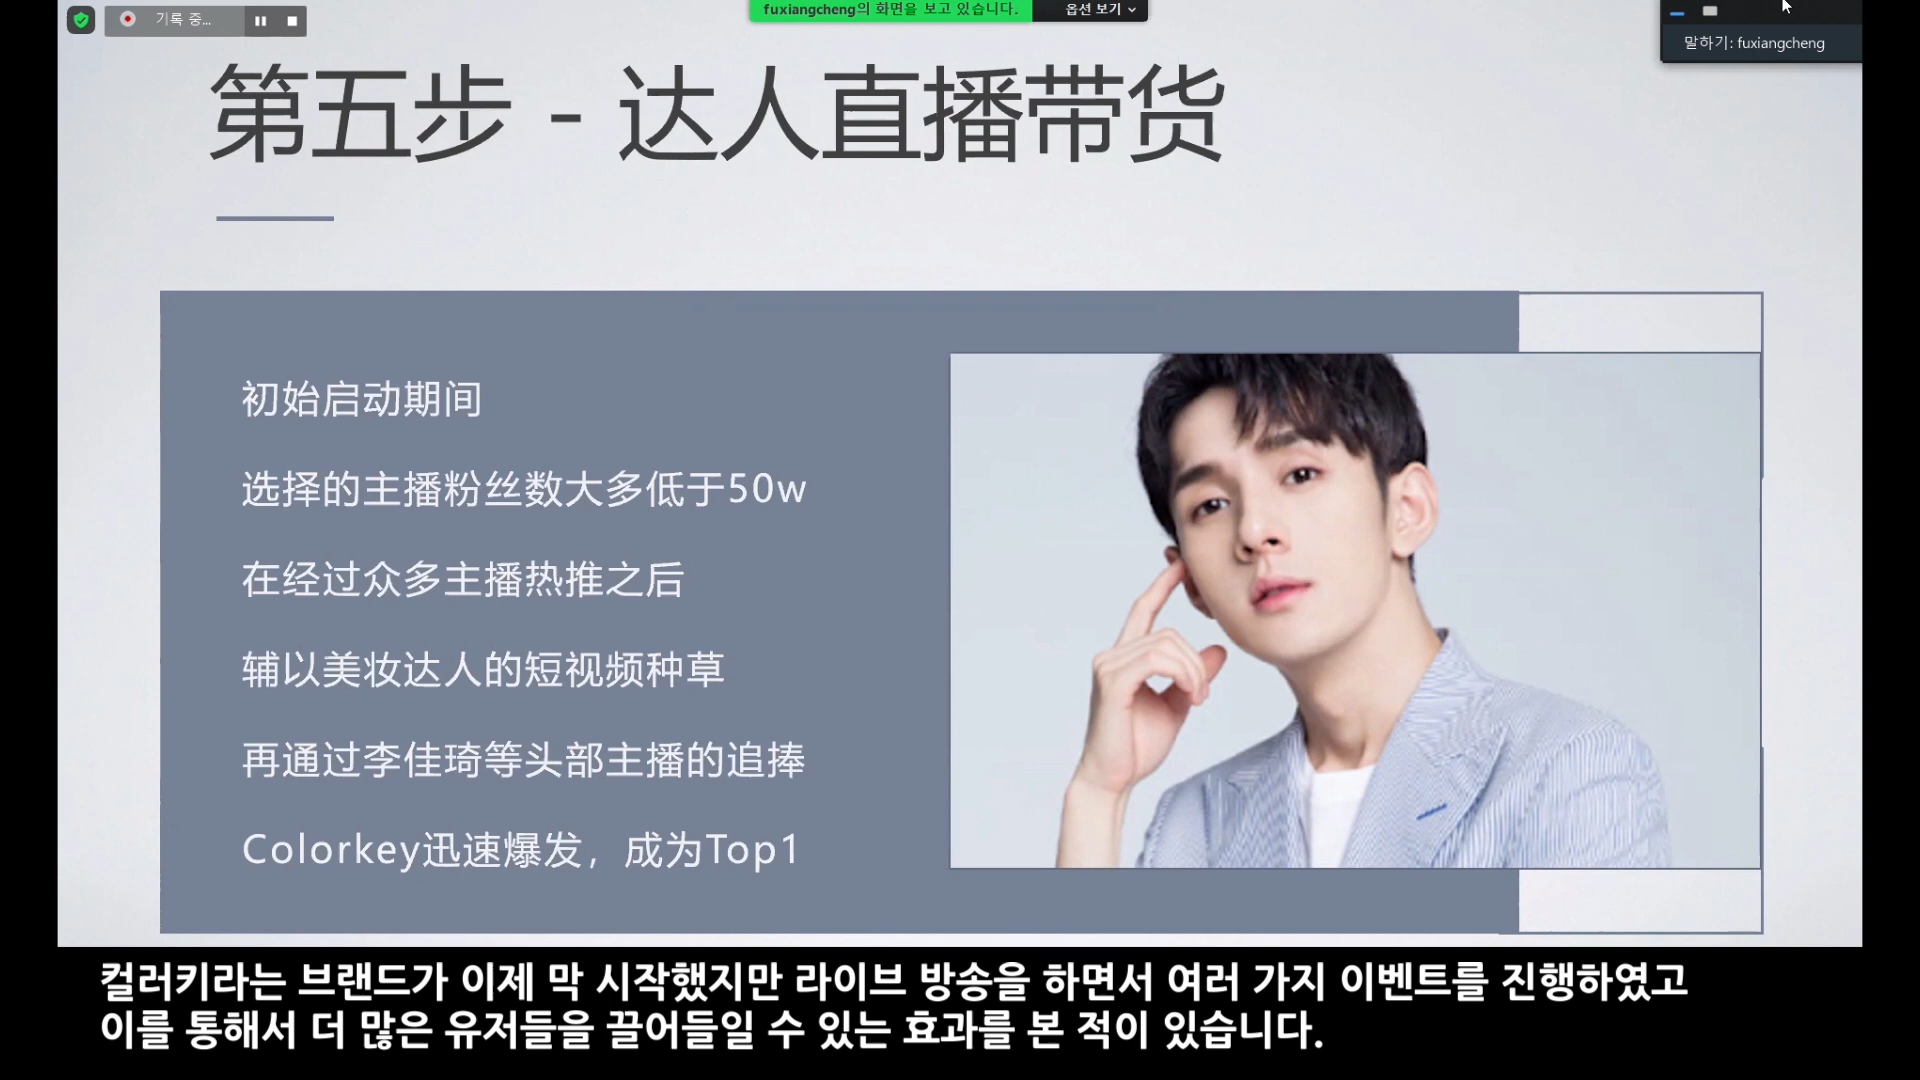 기록 중...
fuxiangcheng의 화면을 보고 있습니다.
옵션 보기
말하기: fuxiangcheng
第五步 - 达人直播带货
初始启动期间
选择的主播粉丝数大多低于50w
在经过众多主播热推之后
辅以美妆达人的短视频种草
再通过李佳琦等头部主播的追捧
Colorkey迅速爆发，成为Top1
컬러키라는 브랜드가 이제 막 시작했지만 라이브 방송을 하면서 여러 가지 이벤트를 진행하였고
이를 통해서 더 많은 유저들을 끌어들일 수 있는 효과를 본 적이 있습니다.